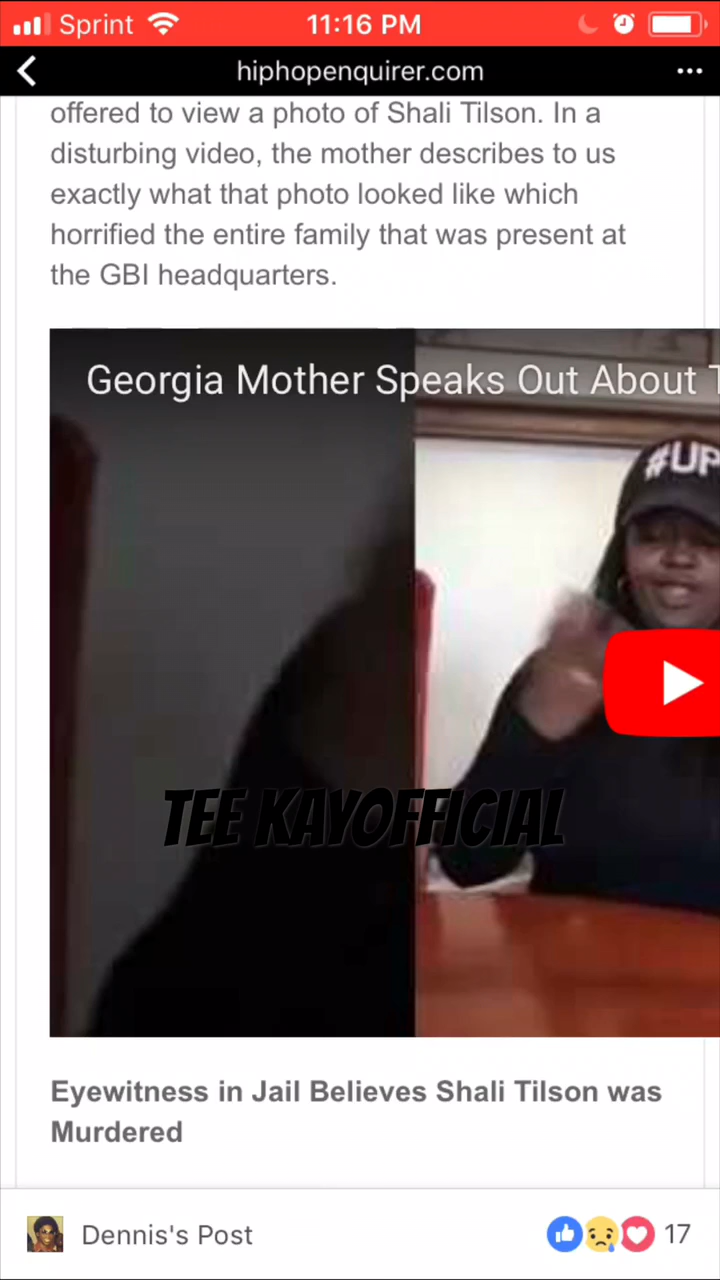 Sprint 11:16 PM
hiphopenquirer.com
offered to view a photo of Shali Tilson. In a
disturbing video, the mother describes to us
exactly what that photo looked like which
horrified the entire family that was present at
the GBI headquarters.
Georgia Mother Speaks Out About T
#UP
TEE KAYOFFICIAL
Eyewitness in Jail Believes Shali Tilson was
Murdered
Dennis's Post 17